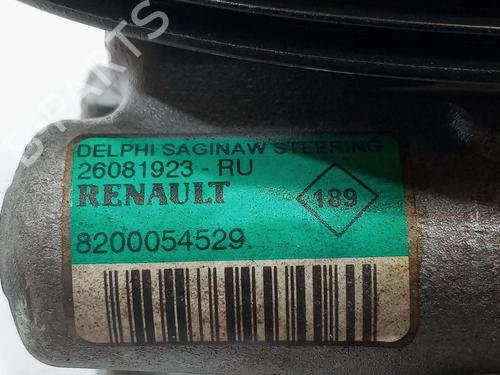 B-PARTS
DELPHI SAGINAW STEERING
26081923 - RU
RENAULT
189
8200054529